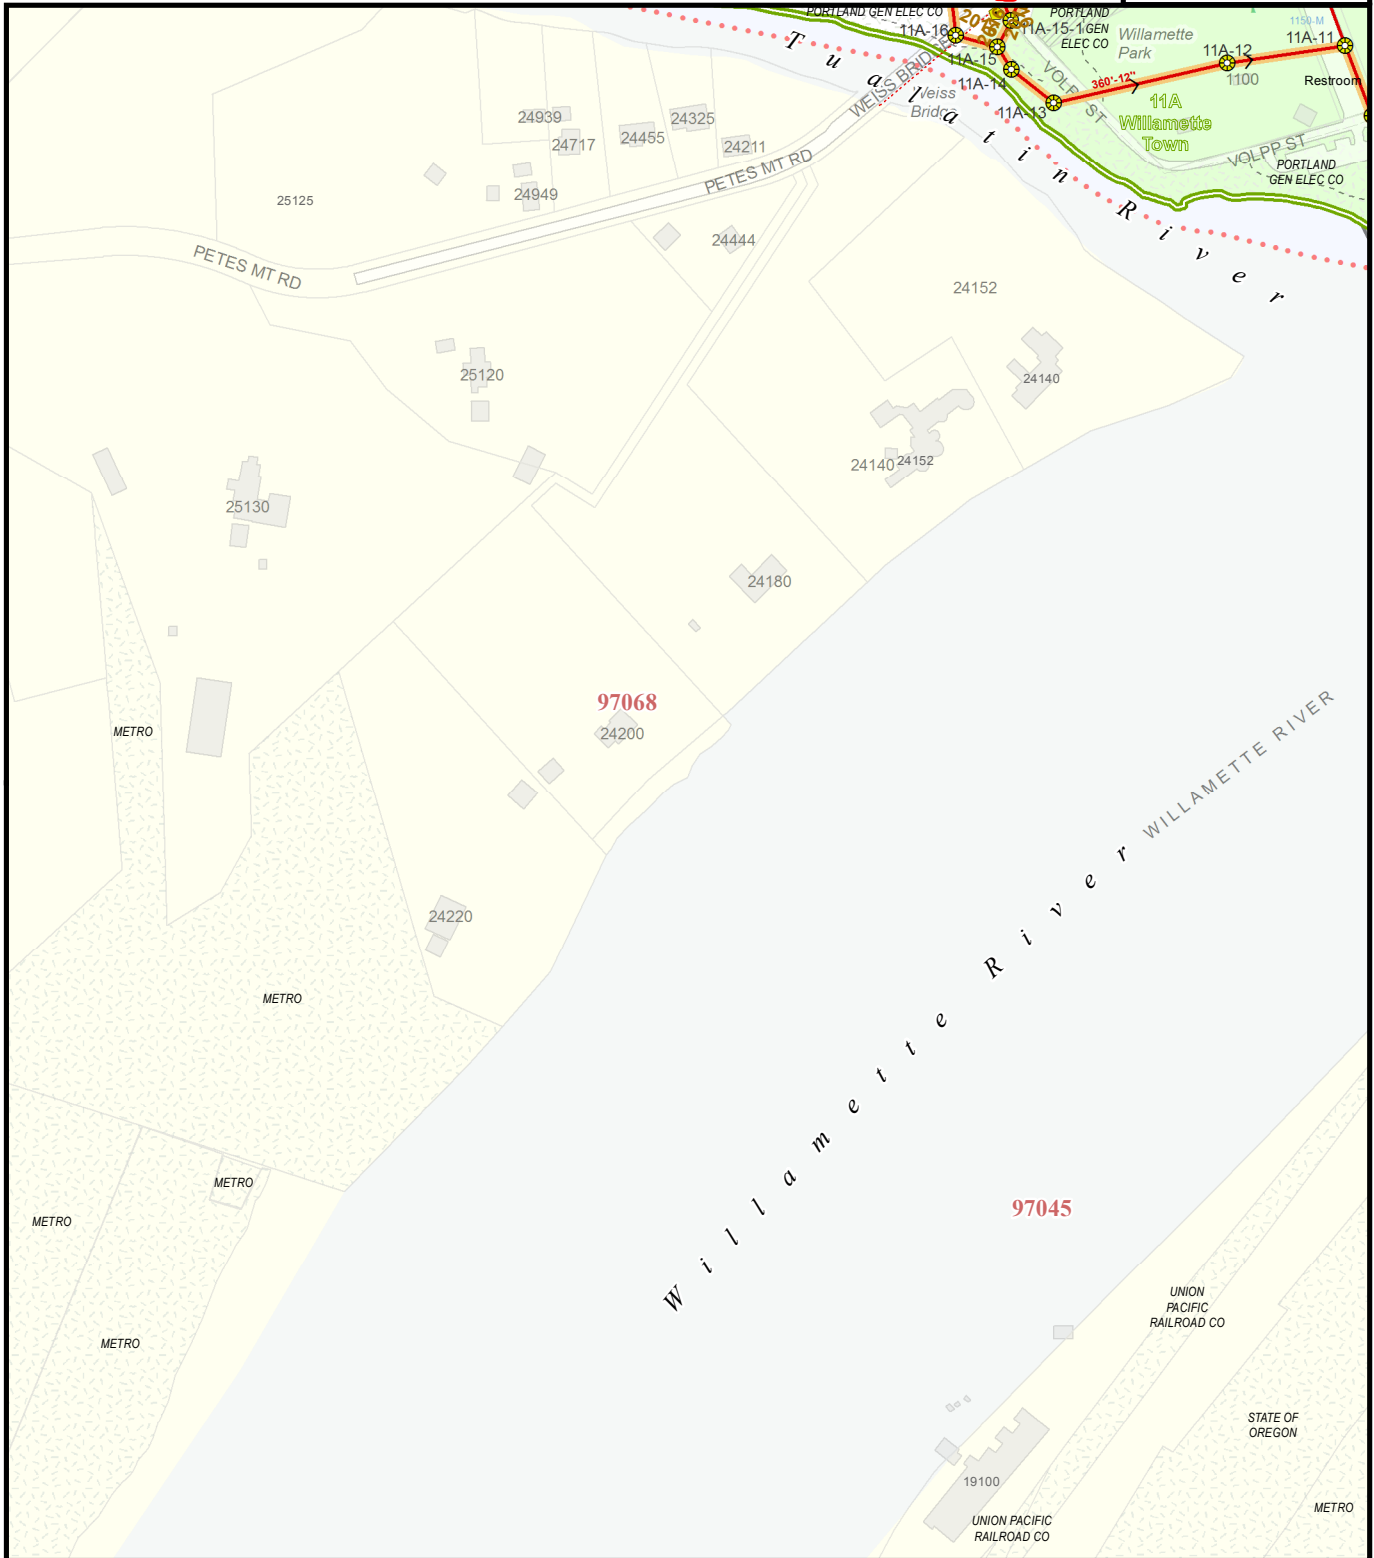 PORTLAND GEN ELEC CO
11A-16
11A-15-1
PORTLAND
GEN
ELEC CO
Willamette
Park
11A-12
11A-11
1150-M
11A-15
11A-14
11A-13
360'-12"
1100
Restroom
VOLPP ST
11A
Willamette
Town
VOLPP ST
PORTLAND
GEN ELEC CO
WEISS BRIDGE
Weiss
Bridge
Tualatin River
24939
24717
24455
24325
24211
24949
25125
PETES MT RD
PETES MT RD
24444
24152
25120
24140
24140
24152
25130
24180
97068
24200
METRO
WILLAMETTE RIVER
24220
METRO
Willamette River
METRO
METRO
97045
METRO
UNION
PACIFIC
RAILROAD CO
STATE OF
OREGON
19100
METRO
UNION PACIFIC
RAILROAD CO